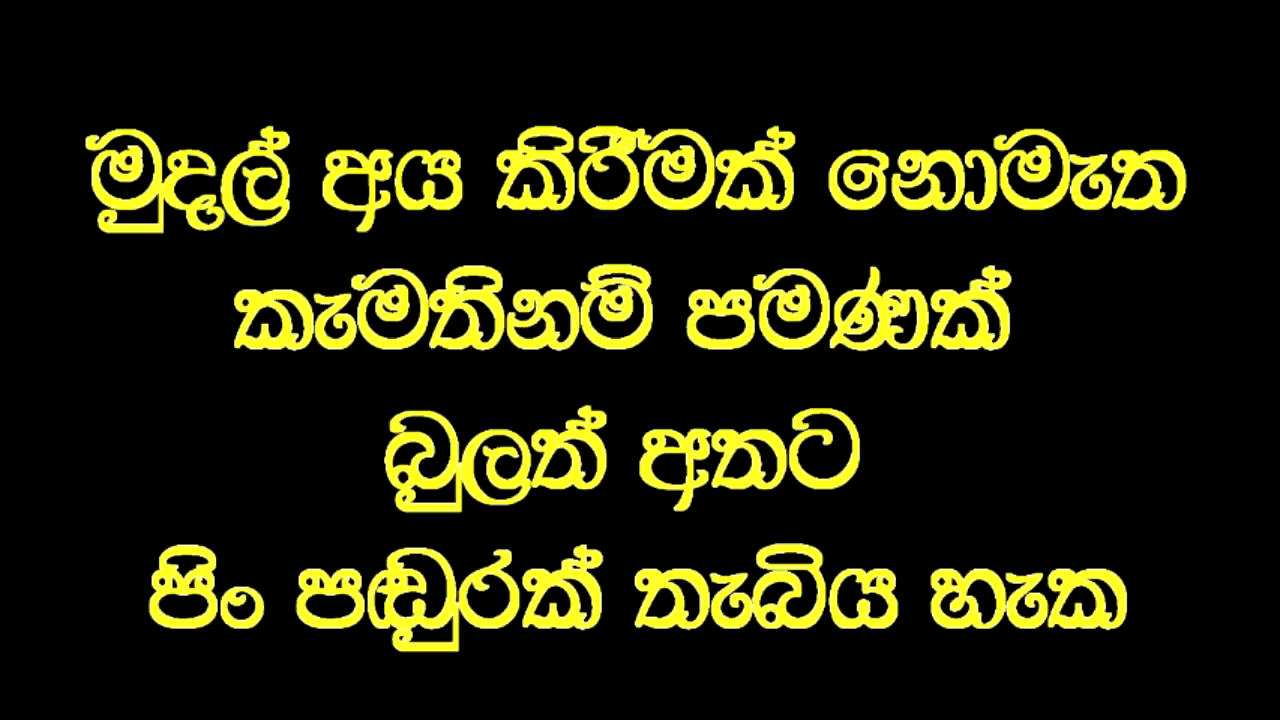 මුදල් අය කිරීමක් නොමැත
කැමතිනම් පමණක්
බුලත් අතට
පිං පඬුරක් තැබිය හැක